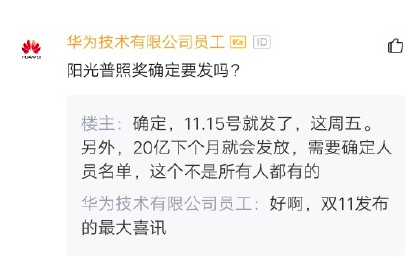 华为技术有限公司员工 V2 ID
HUAWEI
阳光普照奖确定要发吗？
楼主：确定，11.15号就发了，这周五。
另外，20亿下个月就会发放，需要确定人
员名单，这个不是所有人都有的
华为技术有限公司员工：好啊，双11发布
的最大喜讯